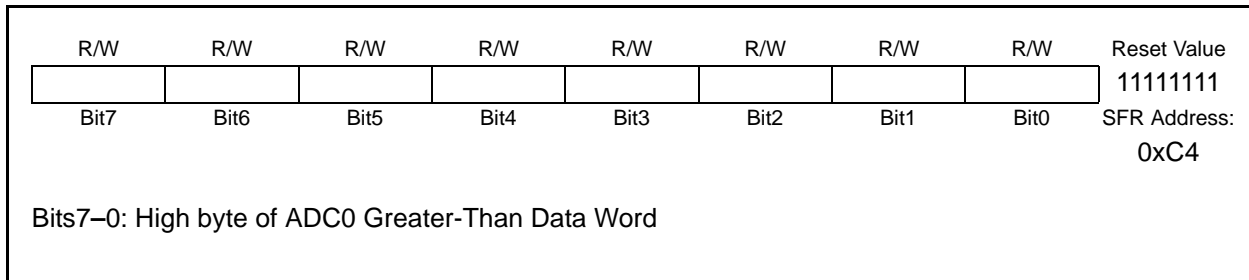 R/W R/W R/W R/W R/W R/W R/W R/W Reset Value
11111111
Bit7 Bit6 Bit5 Bit4 Bit3 Bit2 Bit1 Bit0 SFR Address:
0xC4
Bits7–0: High byte of ADC0 Greater-Than Data Word